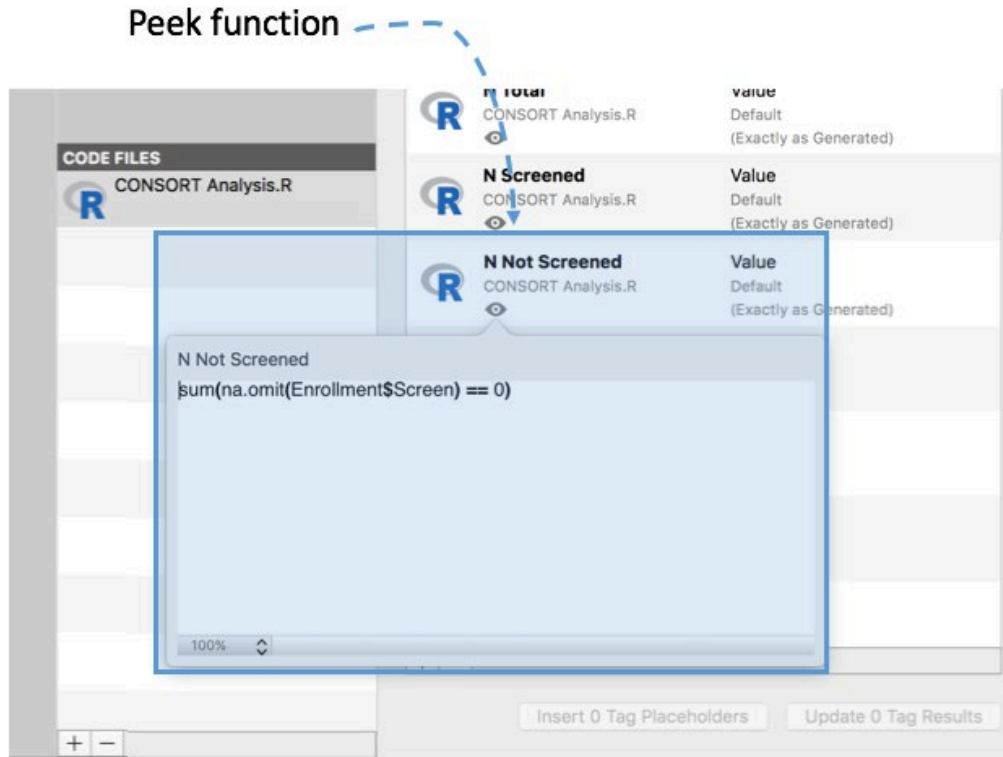 Peek function
N Total
Value
CONSORT Analysis.R
Default
(Exactly as Generated)
CODE FILES
CONSORT Analysis.R
N Screened
Value
CONSORT Analysis.R
Default
(Exactly as Generated)
N Not Screened
Value
CONSORT Analysis.R
Default
(Exactly as Generated)
N Not Screened
sum(na.omit(Enrollment$Screen) == 0)
100%
Insert 0 Tag Placeholders
Update 0 Tag Results
+ −